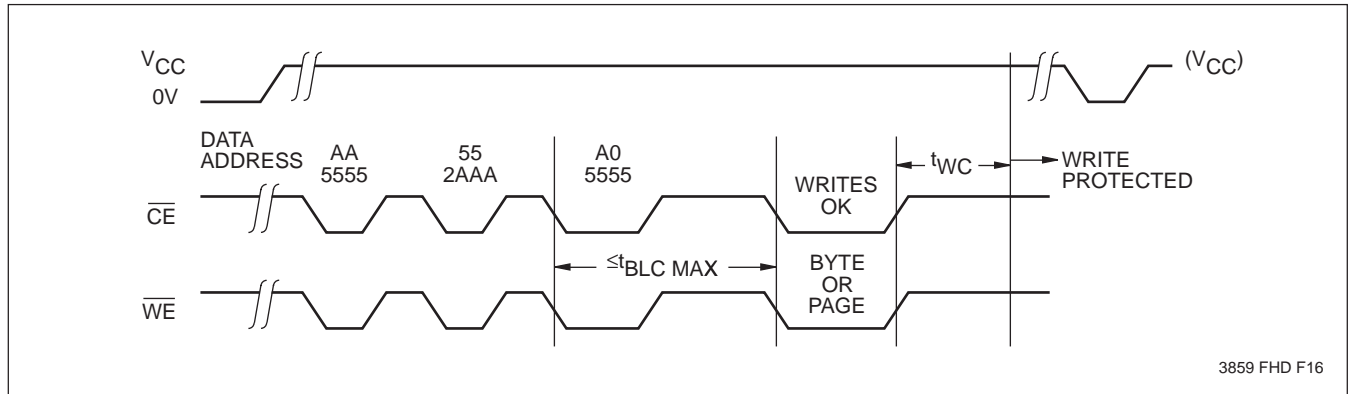 VCC
(VCC)
0V
DATA
ADDRESS
AA
5555
55
2AAA
A0
5555
WRITES
OK
tWC
WRITE
PROTECTED
CE
≤tBLC MAX
BYTE
OR
PAGE
WE
3859 FHD F16